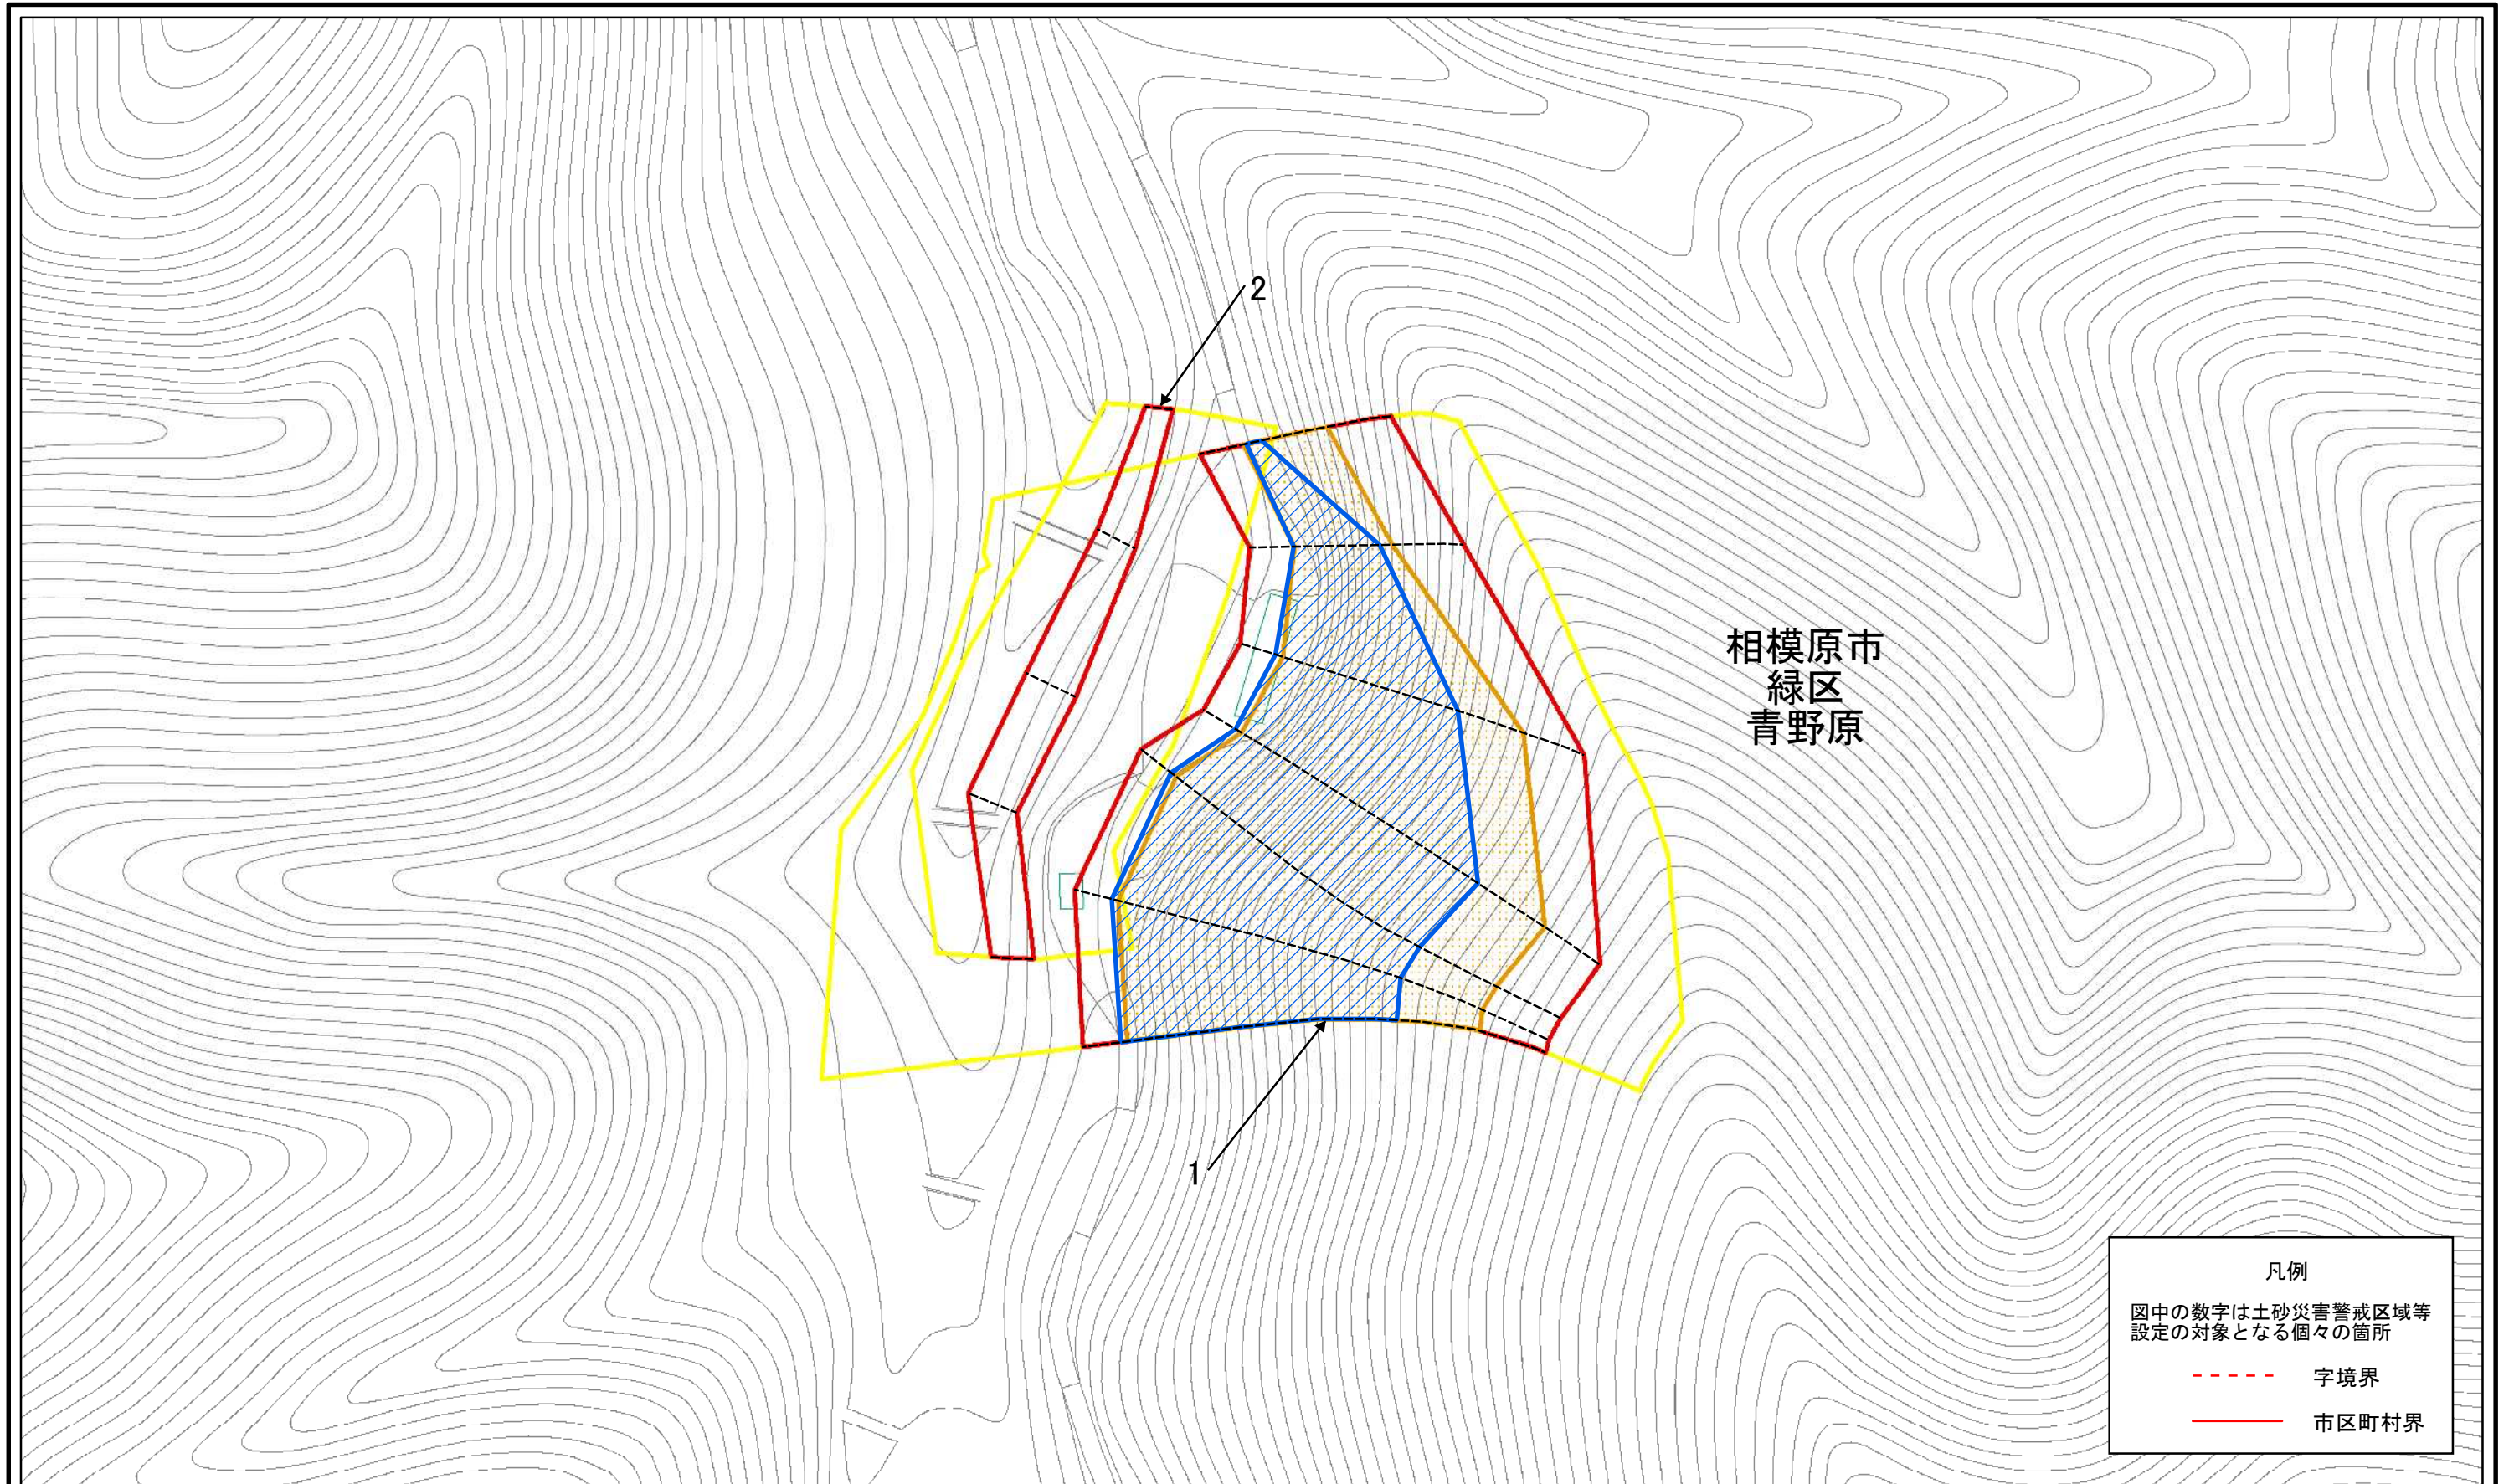 2
相模原市
緑区
青野原
1
凡例
図中の数字は土砂災害警戒区域等
設定の対象となる個々の箇所
字境界
市区町村界